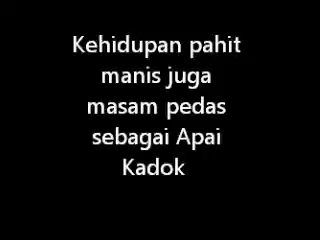 Kehidupan pahit
manis juga
masam pedas
sebagai Apai
Kadok